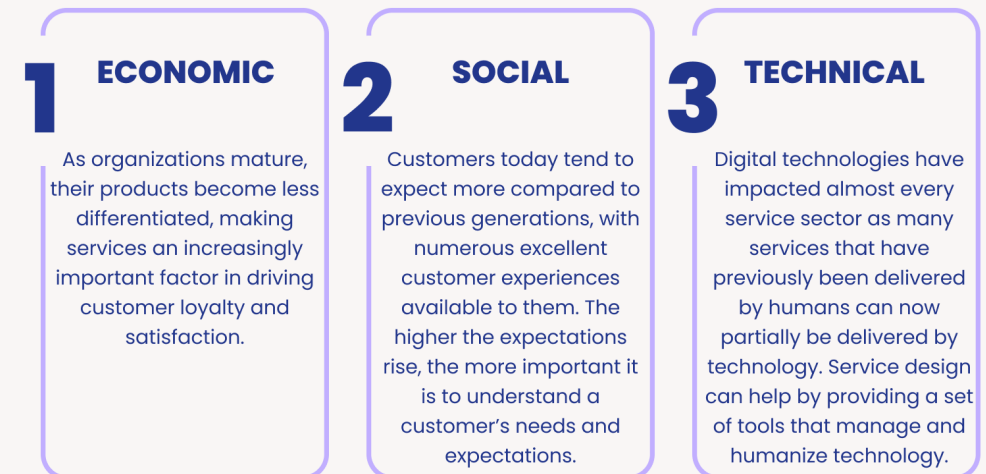 1
ECONOMIC
As organizations mature,
their products become less
differentiated, making
services an increasingly
important factor in driving
customer loyalty and
satisfaction.
2
SOCIAL
Customers today tend to
expect more compared to
previous generations, with
numerous excellent
customer experiences
available to them. The
higher the expectations
rise, the more important it
is to understand a
customer’s needs and
expectations.
3
TECHNICAL
Digital technologies have
impacted almost every
service sector as many
services that have
previously been delivered
by humans can now
partially be delivered by
technology. Service design
can help by providing a set
of tools that manage and
humanize technology.